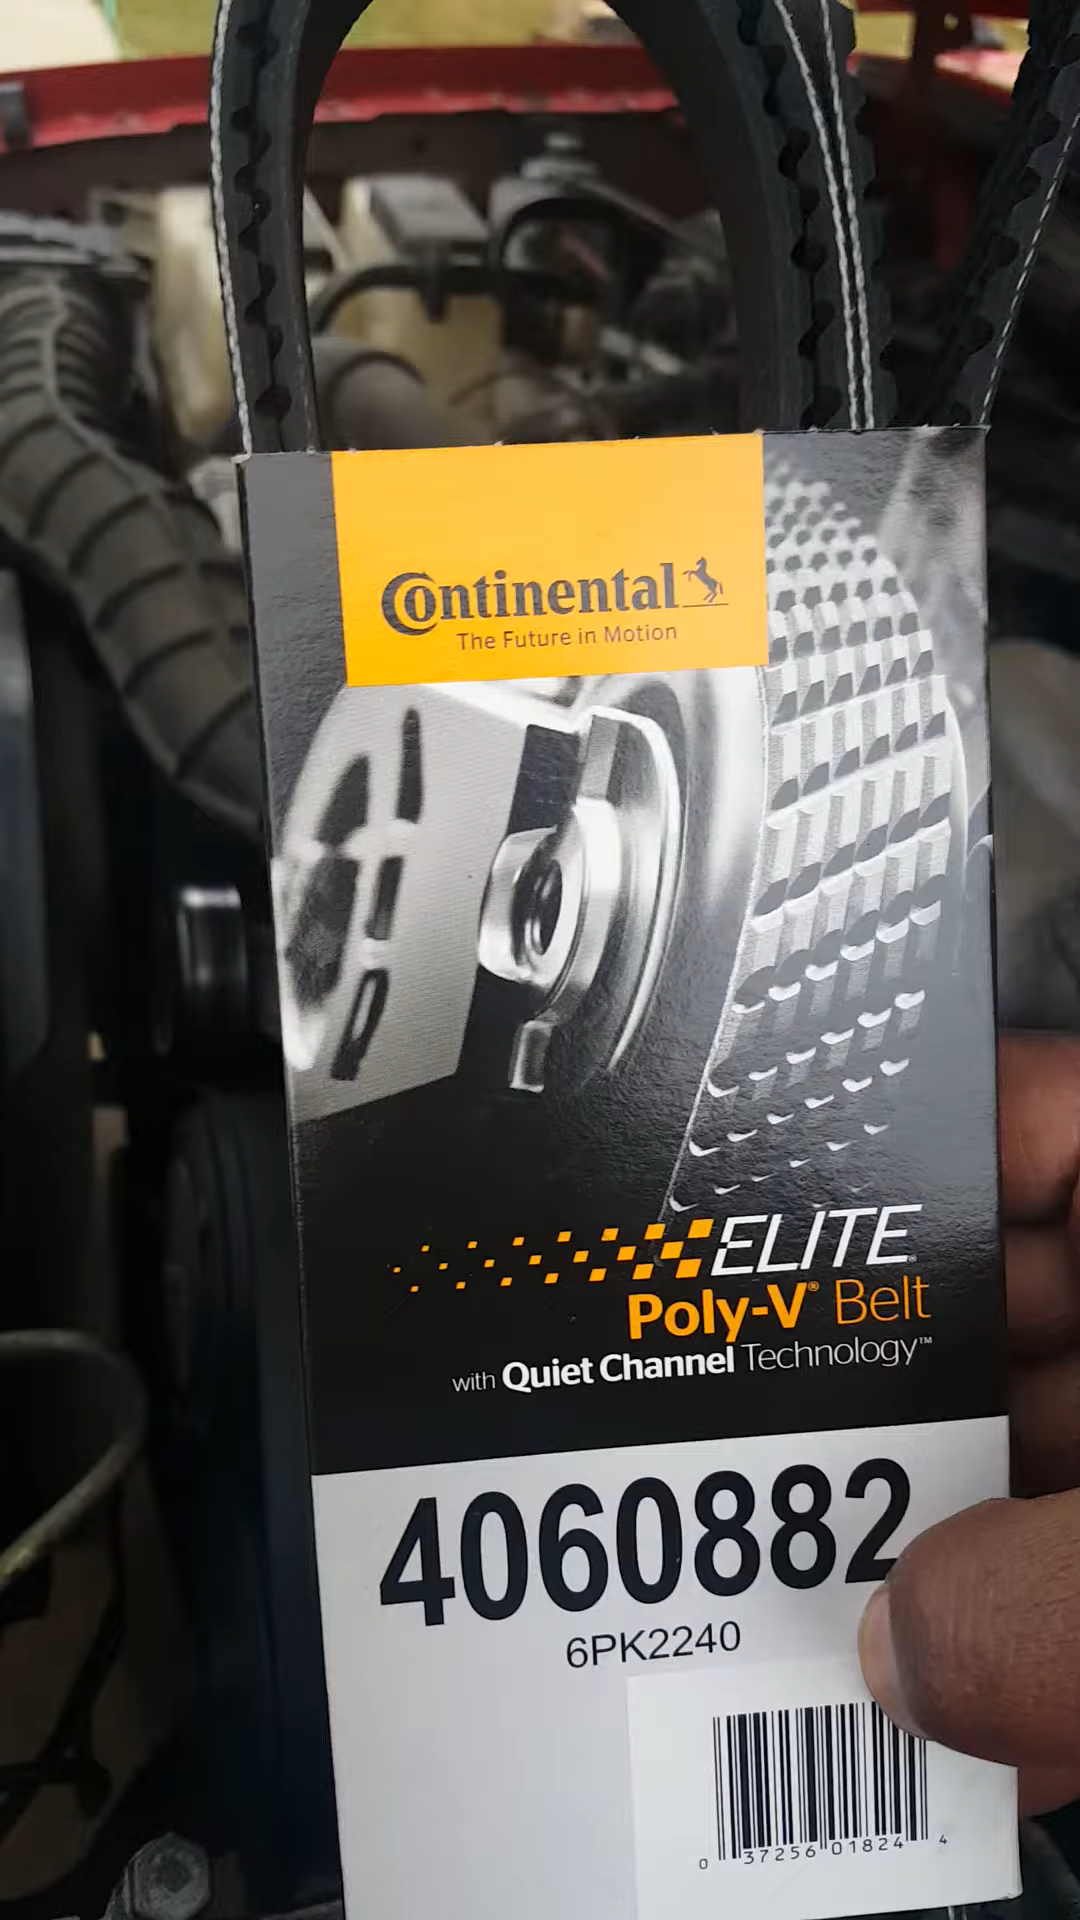 Continental
The Future in Motion
ELITE
Poly-V® Belt
with Quiet Channel Technology™
4060882
6PK2240
0 37256 01824 4